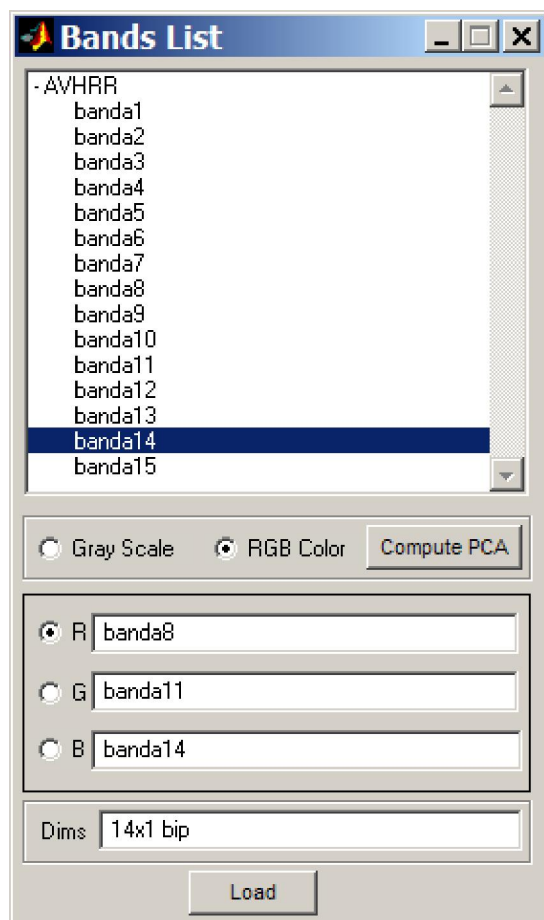 Bands List
- AVHRR
banda1
banda2
banda3
banda4
banda5
banda6
banda7
banda8
banda9
banda10
banda11
banda12
banda13
banda14
banda15
Gray Scale RGB Color Compute PCA
R banda8
G banda11
B banda14
Dims 14x1 bip
Load